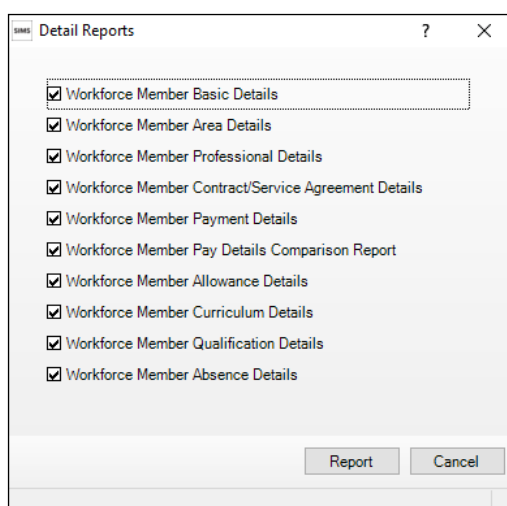 SIMS Detail Reports ?
Workforce Member Basic Details
Workforce Member Area Details
Workforce Member Professional Details
Workforce Member Contract/Service Agreement Details
Workforce Member Payment Details
Workforce Member Pay Details Comparison Report
Workforce Member Allowance Details
Workforce Member Curriculum Details
Workforce Member Qualification Details
Workforce Member Absence Details
Report Cancel